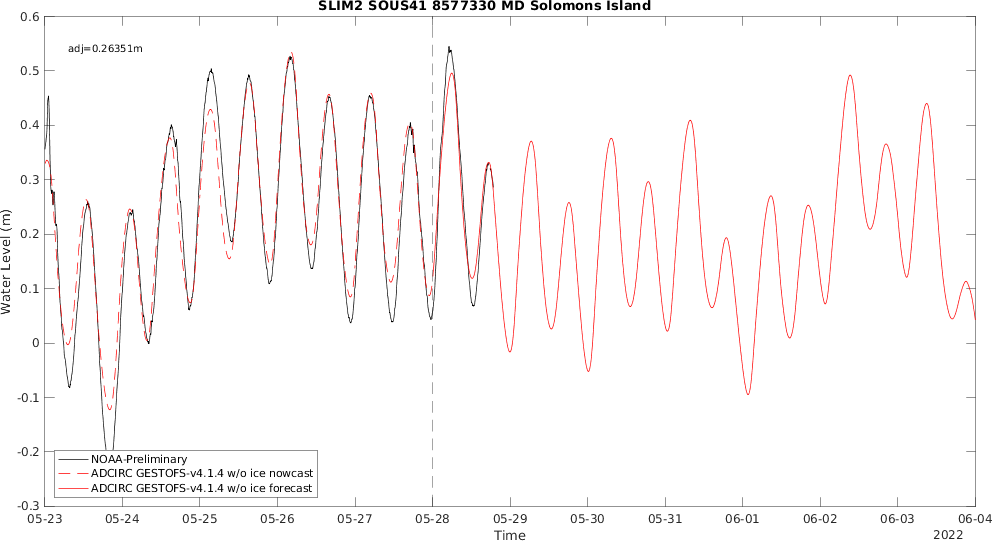 SLIM2 SOUS41 8577330 MD Solomons Island
adj=0.26351m
Water Level (m)
0.6
0.5
0.4
0.3
0.2
0.1
0
-0.1
-0.2
-0.3
NOAA-Preliminary
ADCIRC GESTOFS-v4.1.4 w/o ice nowcast
ADCIRC GESTOFS-v4.1.4 w/o ice forecast
05-23 05-24 05-25 05-26 05-27 05-28 05-29 05-30 05-31 06-01 06-02 06-03 06-04
Time
2022